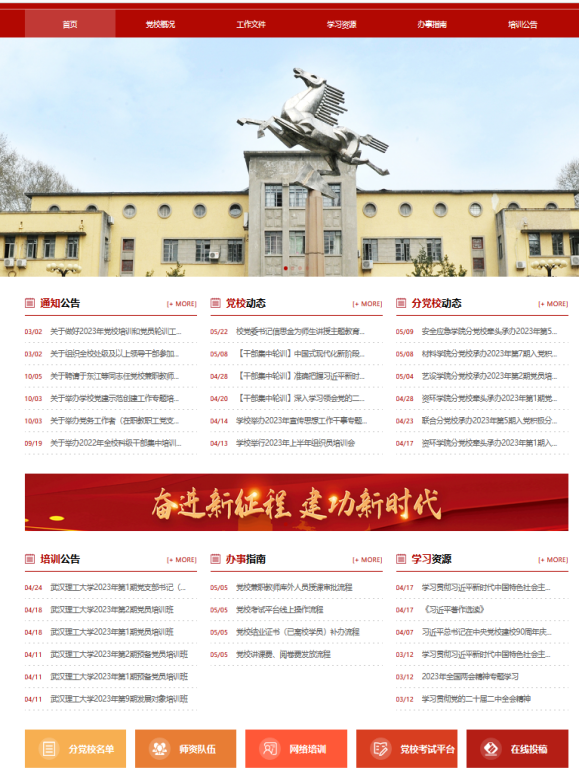 首页 党校概况 工作文件 学习资源 办事指南 培训公告
通知公告 [+ MORE]
03/02 关于做好2023年党校培训和党员轮训工...
03/02 关于组织全校处级及以上领导干部参加...
10/05 关于聘请于东江等同志任党校兼职教师...
10/03 关于举办学校党建示范创建工作专题培...
10/03 关于举办党务工作者（在职教职工党支...
09/19 关于举办2022年全校科级干部集中培训...
党校动态 [+ MORE]
05/22 校党委书记信思金为师生讲授主题教育...
05/08 【干部集中轮训】中国式现代化新阶段...
04/28 【干部集中轮训】准确把握习近平新时...
04/20 【干部集中轮训】深入学习领会党的二...
04/14 学校举办2023年宣传思想工作干事专题...
04/13 学校举行2023年上半年组织员培训会
分党校动态 [+ MORE]
05/09 安全应急学院分党校牵头承办2023年第5...
05/08 材料学院分党校承办2023年第7期入党积...
05/04 艺设学院分党校承办2023年第2期党员培...
04/28 资环学院分党校牵头承办2023年第1期党...
04/23 联合分党校承办2023年第5期入党积极分...
04/17 资环学院分党校牵头承办2023年第1期入...
奋进新征程 建功新时代
培训公告 [+ MORE]
04/24 武汉理工大学2023年第1期党支部书记（...
04/18 武汉理工大学2023年第2期党员培训班
04/18 武汉理工大学2023年第1期党员培训班
04/11 武汉理工大学2023年第2期预备党员培训班
04/11 武汉理工大学2023年第1期预备党员培训班
04/11 武汉理工大学2023年第9期发展对象培训班
办事指南 [+ MORE]
05/05 党校兼职教师库外人员授课审批流程
05/05 党校考试平台线上操作流程
05/05 党校结业证书（已离校学员）补办流程
05/05 党校讲课费、阅卷费发放流程
学习资源 [+ MORE]
04/17 学习贯彻习近平新时代中国特色社会主...
04/17 《习近平著作选读》
04/07 习近平总书记在中央党校建校90周年庆...
03/12 学习贯彻习近平新时代中国特色社会主...
03/12 2023年全国两会精神专题学习
03/12 学习贯彻党的二十届二中全会精神
分党校名单 师资队伍 网络培训 党校考试平台 在线投稿